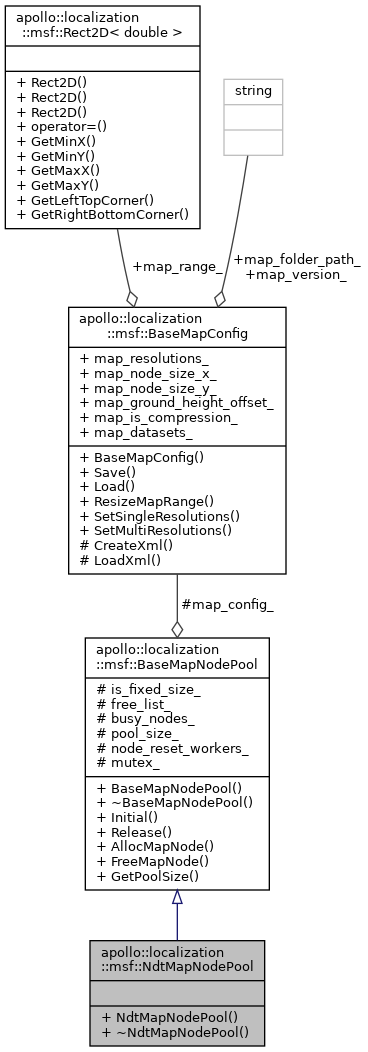 apollo::localization
::msf::Rect2D< double >
+ Rect2D()
+ Rect2D()
+ Rect2D()
+ operator=()
+ GetMinX()
+ GetMinY()
+ GetMaxX()
+ GetMaxY()
+ GetLeftTopCorner()
+ GetRightBottomCorner()
string
+map_range_
+map_folder_path_
+map_version_
apollo::localization
::msf::BaseMapConfig
+ map_resolutions_
+ map_node_size_x_
+ map_node_size_y_
+ map_ground_height_offset_
+ map_is_compression_
+ map_datasets_
+ BaseMapConfig()
+ Save()
+ Load()
+ ResizeMapRange()
+ SetSingleResolutions()
+ SetMultiResolutions()
# CreateXml()
# LoadXml()
#map_config_
apollo::localization
::msf::BaseMapNodePool
# is_fixed_size_
# free_list_
# busy_nodes_
# pool_size_
# node_reset_workers_
# mutex_
+ BaseMapNodePool()
+ ~BaseMapNodePool()
+ Initial()
+ Release()
+ AllocMapNode()
+ FreeMapNode()
+ GetPoolSize()
apollo::localization
::msf::NdtMapNodePool
+ NdtMapNodePool()
+ ~NdtMapNodePool()